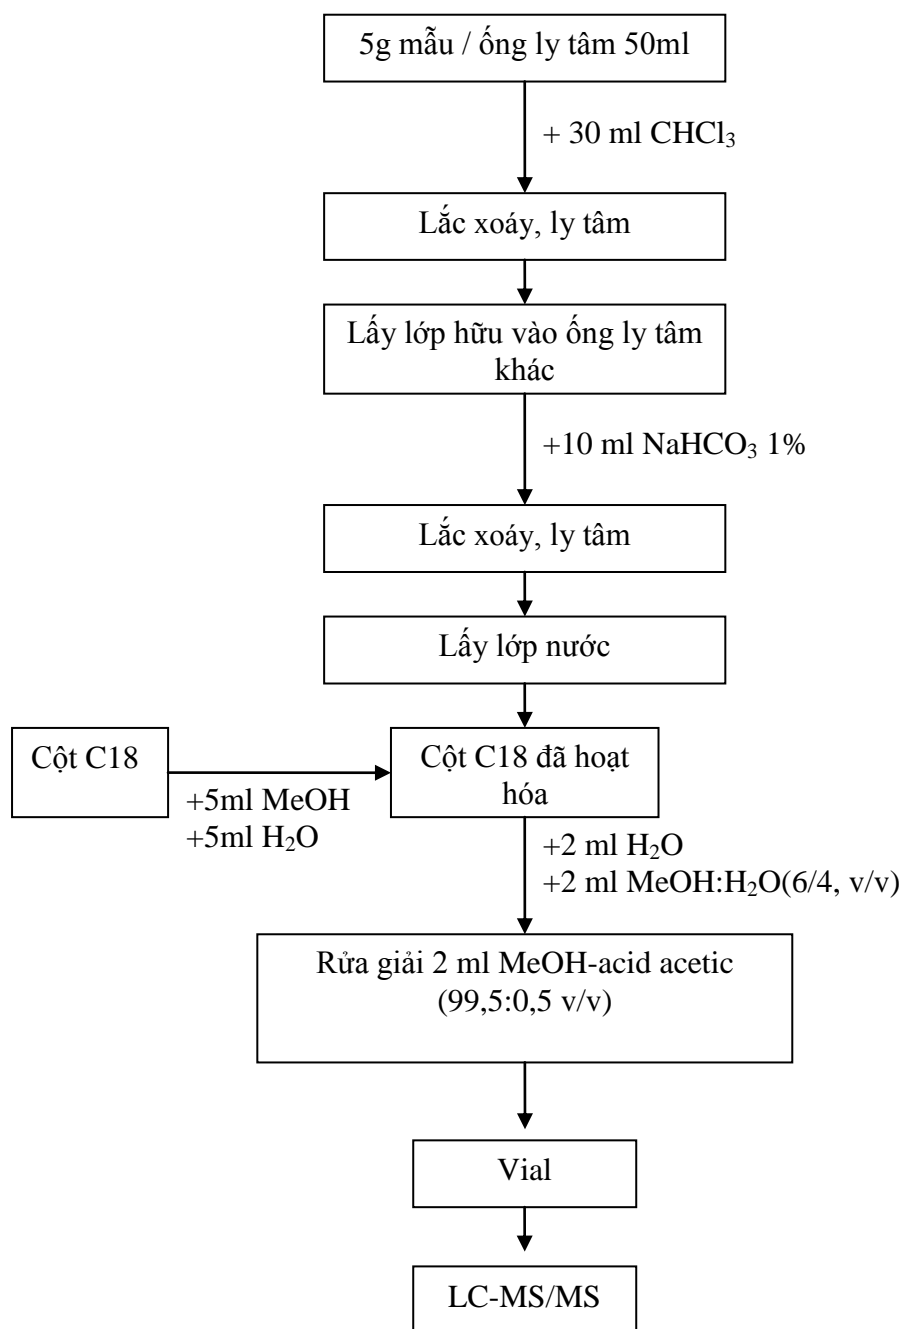 5g mẫu / ống ly tâm 50ml
+ 30 ml CHCl₃
Lắc xoáy, ly tâm
Lấy lớp hữu vào ống ly tâm
khác
+10 ml NaHCO₃ 1%
Lắc xoáy, ly tâm
Lấy lớp nước
Cột C18
+5ml MeOH
+5ml H₂O
Cột C18 đã hoạt
hóa
+2 ml H₂O
+2 ml MeOH:H₂O(6/4, v/v)
Rửa giải 2 ml MeOH-acid acetic
(99,5:0,5 v/v)
Vial
LC-MS/MS